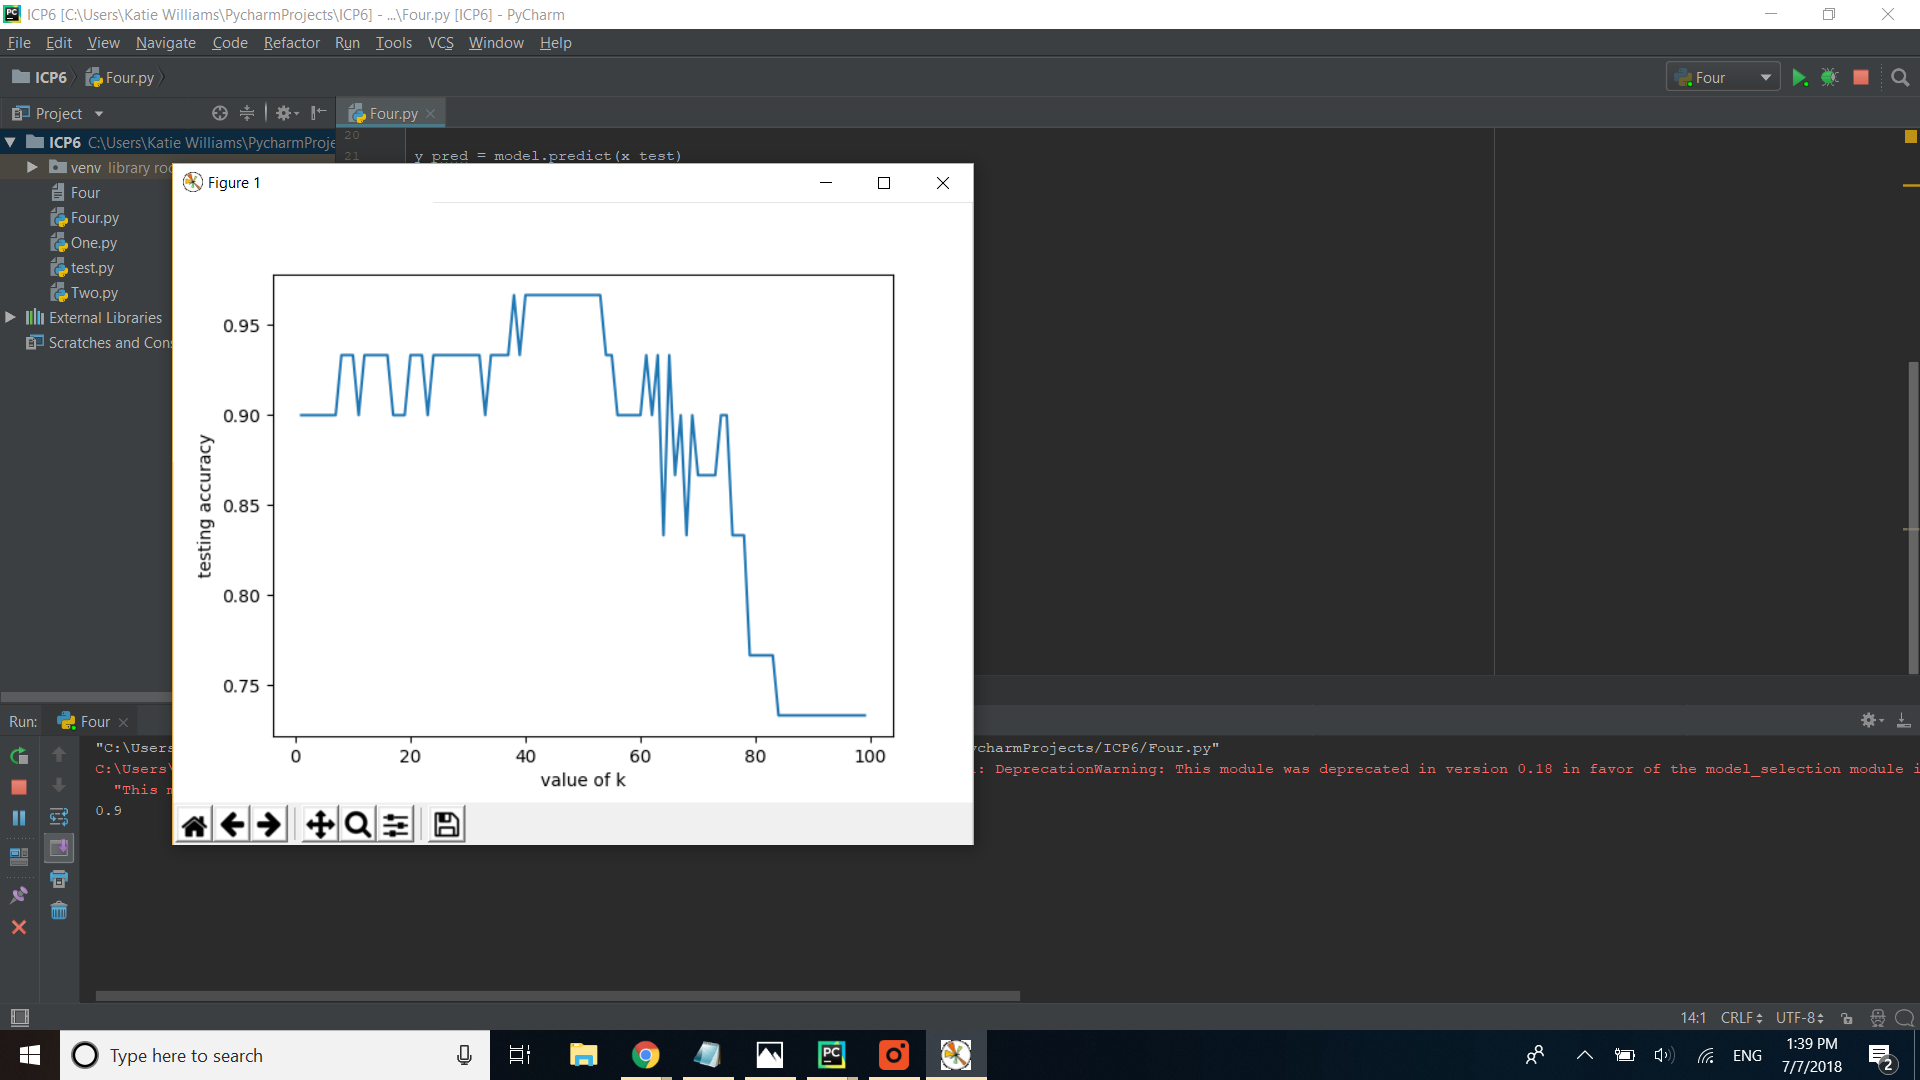 ICP6 [C:\Users\Katie Williams\PycharmProjects\ICP6] - ...\Four.py [ICP6] - PyCharm
File Edit View Navigate Code Refactor Run Tools VCS Window Help
ICP6 Four.py
Four
Project
Four.py
ICP6 C:\Users\Katie Williams\PycharmProje
venv library roo
Four
Four.py
One.py
test.py
Two.py
External Libraries
Scratches and Con
20
21
y_pred = model.predict(x_test)
Figure 1
0.95
0.90
0.85
0.80
0.75
testing accuracy
0 20 40 60 80 100
value of k
Run: Four
"C:\Users
ycharmProjects/ICP6/Four.py"
C:\Users\
: DeprecationWarning: This module was deprecated in version 0.18 in favor of the model_selection module i
"This m
0.9
14:1 CRLF UTF-8
Type here to search
PC
ENG
1:39 PM
7/7/2018
2